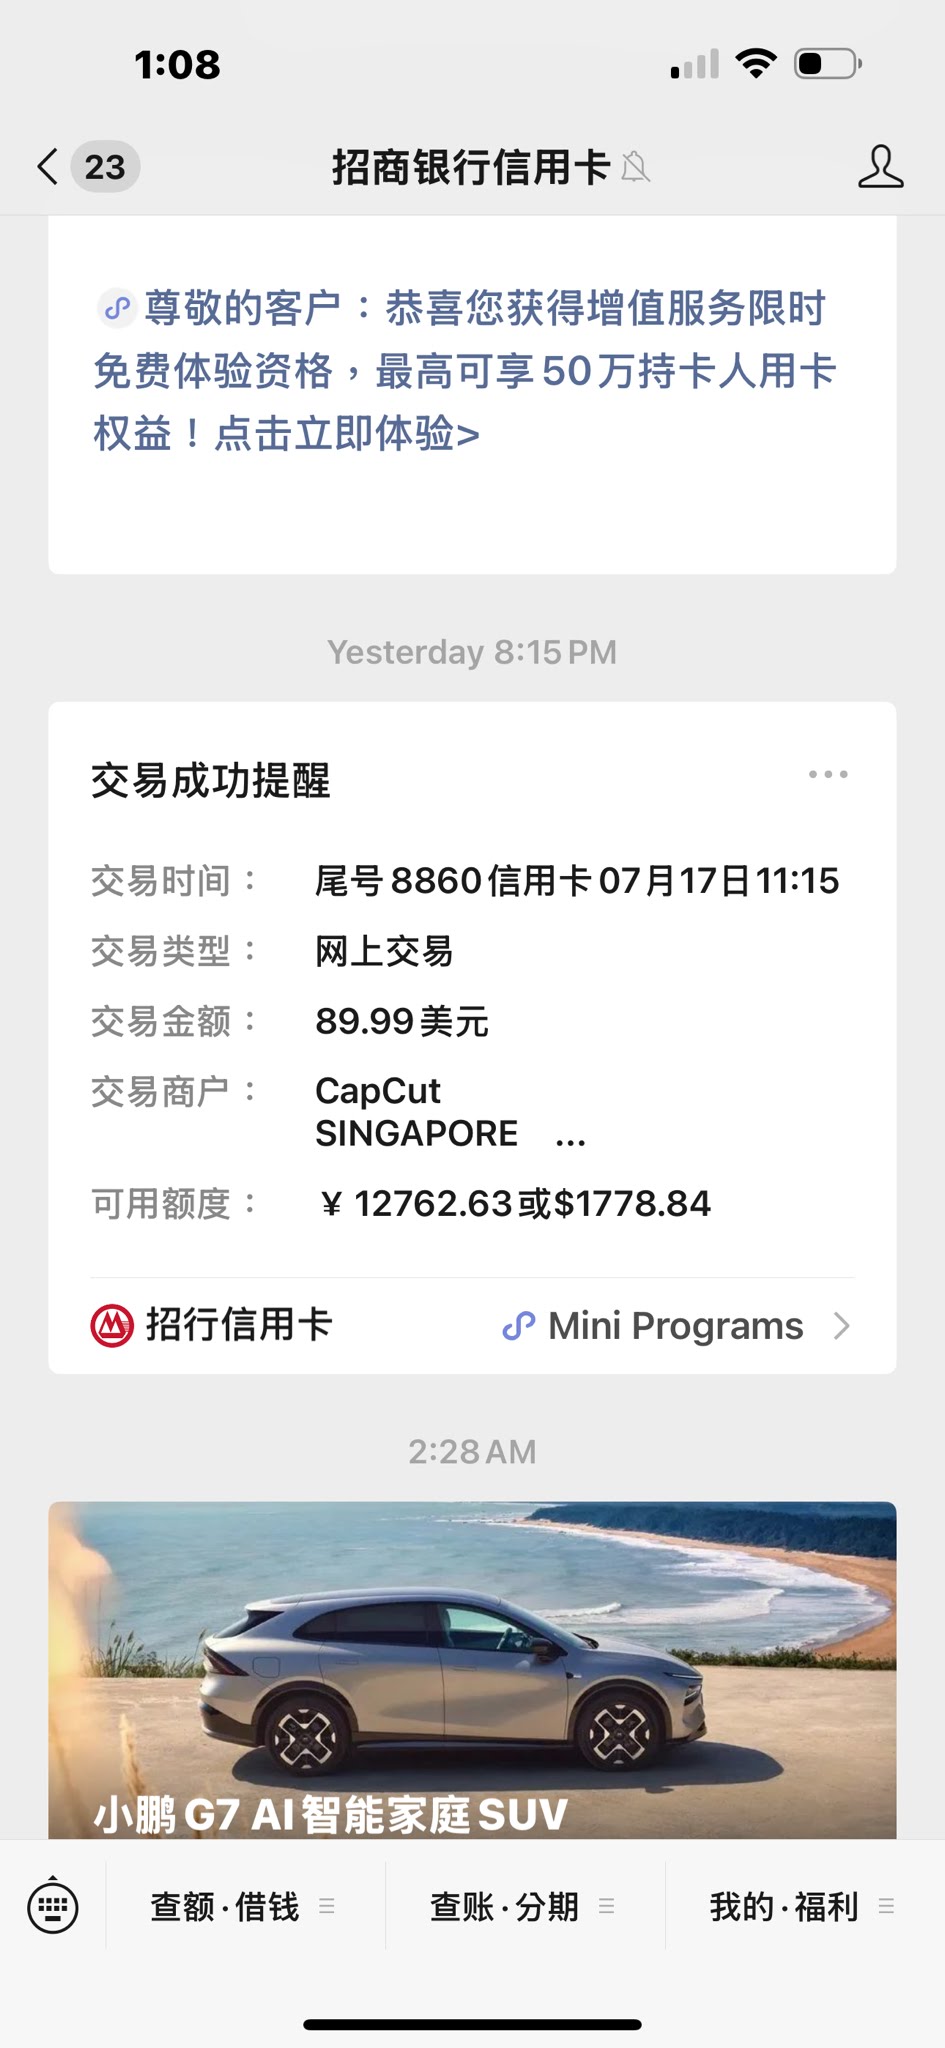 1:08
23
招商银行信用卡
尊敬的客户：恭喜您获得增值服务限时
免费体验资格，最高可享50万持卡人用卡
权益！点击立即体验>
Yesterday 8:15 PM
交易成功提醒
交易时间： 尾号8860信用卡07月17日11:15
交易类型： 网上交易
交易金额： 89.99美元
交易商户： CapCut
SINGAPORE ...
可用额度： ￥12762.63或$1778.84
招行信用卡 Mini Programs
2:28 AM
小鹏G7 AI智能家庭SUV
查额·借钱 查账·分期 我的·福利